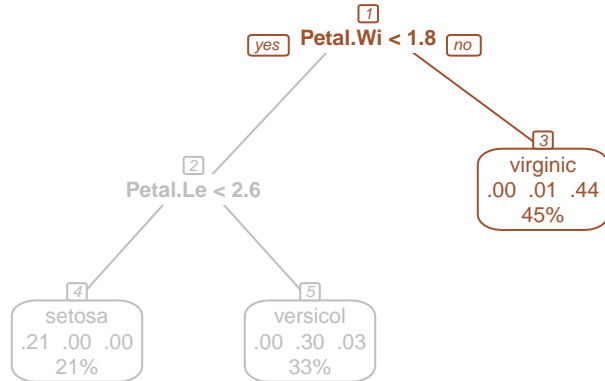 1
yes Petal.Wi < 1.8 no
3
virginic
.00 .01 .44
45%
2
Petal.Le < 2.6
4
setosa
.21 .00 .00
21%
5
versicol
.00 .30 .03
33%